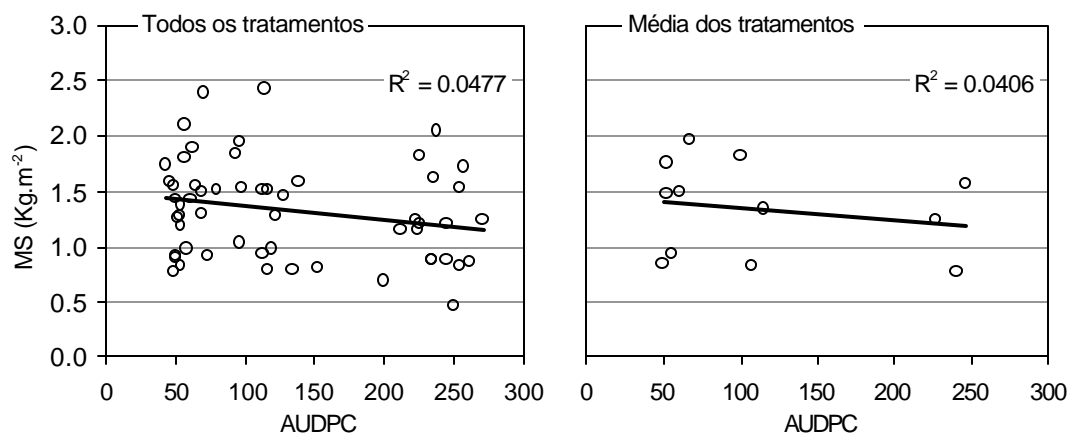 Todos os tratamentos
R² = 0.0477
3.0
2.5
2.0
1.5
1.0
0.5
0.0
MS (Kg.m⁻²)
0 50 100 150 200 250 300
AUDPC
Média dos tratamentos
R² = 0.0406
0 50 100 150 200 250 300
AUDPC